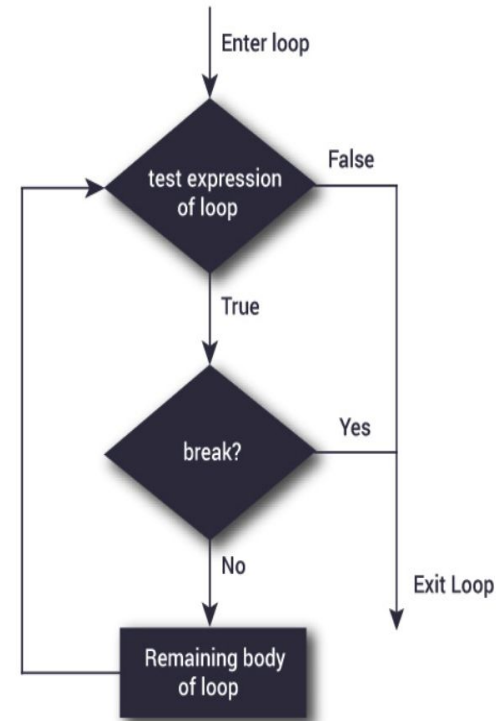 Enter loop
test expression
of loop
False
True
break?
Yes
No
Exit Loop
Remaining body
of loop